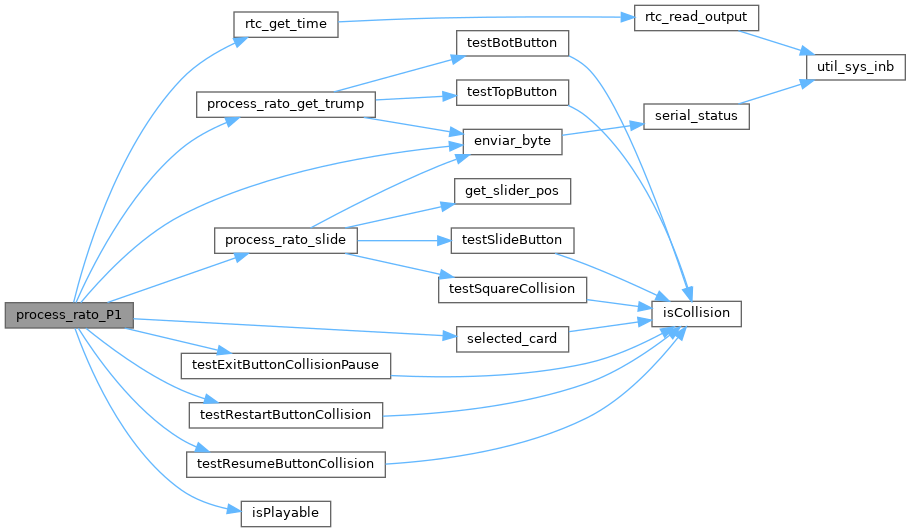 rtc_get_time
rtc_read_output
testBotButton
util_sys_inb
testTopButton
process_rato_get_trump
serial_status
enviar_byte
get_slider_pos
process_rato_slide
testSlideButton
testSquareCollision
process_rato_P1
isCollision
selected_card
testExitButtonCollisionPause
testRestartButtonCollision
testResumeButtonCollision
isPlayable